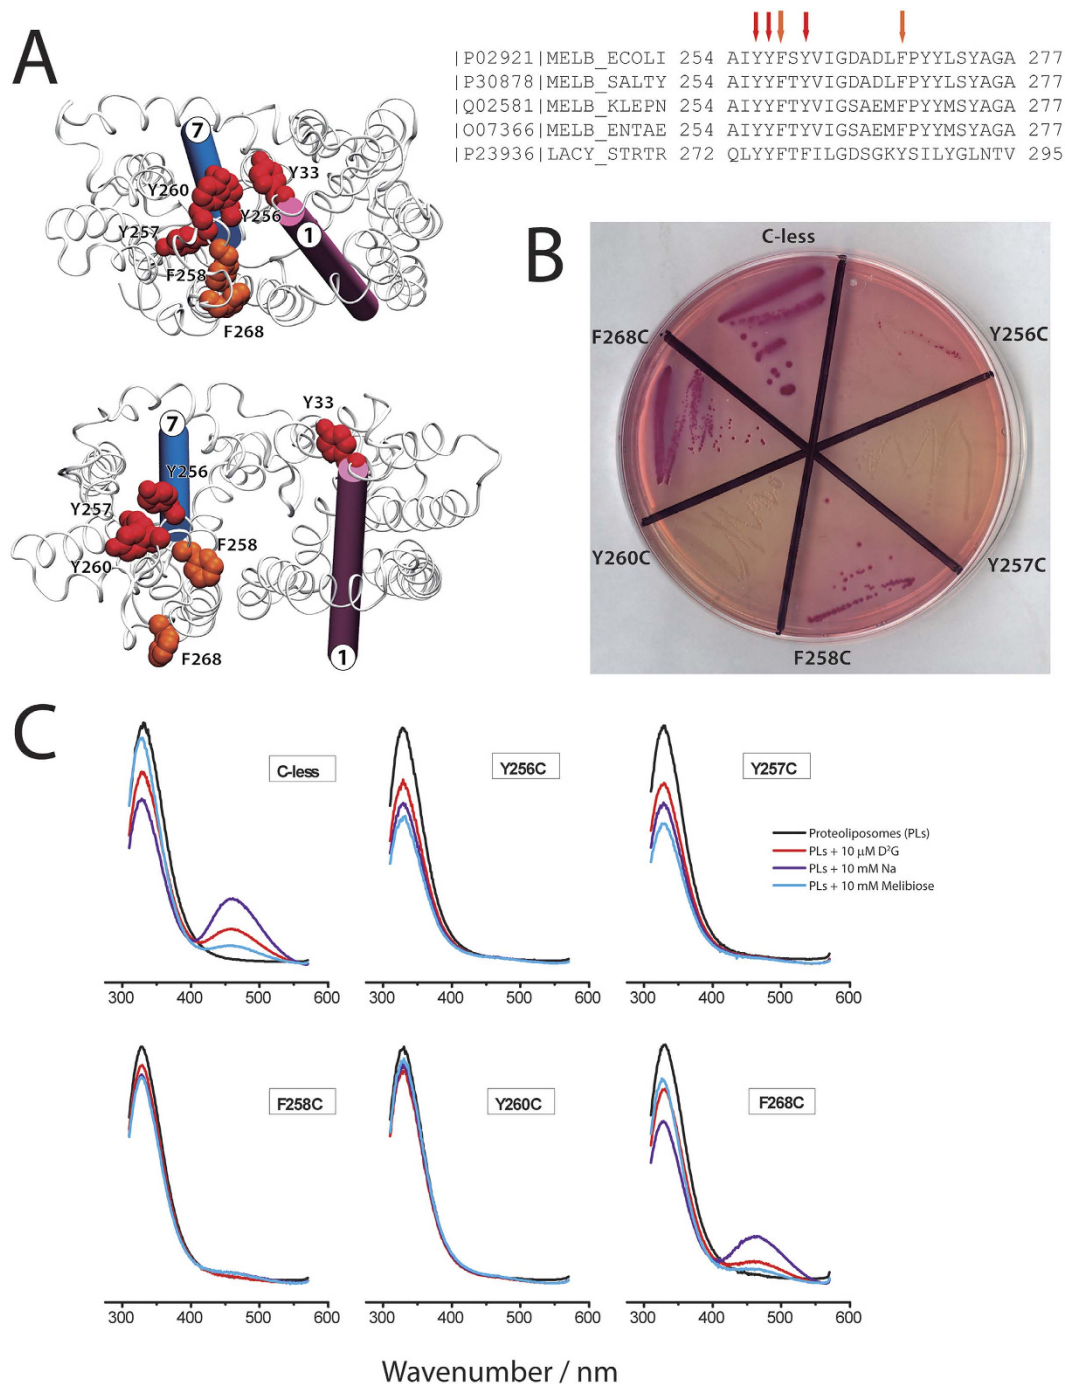 A
|P02921|MELB_ECOLI 254 AIYYFSYVIGDADLFPYYLSYAGA 277
|P30878|MELB_SALTY 254 AIYYFTYVIGDADLFPYYLSYAGA 277
|Q02581|MELB_KLEPN 254 AIYYFTYVIGSAEMFPYYMSYAGA 277
|O07366|MELB_ENTAE 254 AIYYFTYVIGSAEMFPYYMSYAGA 277
|P23936|LACY_STRTR 272 QLYYFTFILGDSGKYSILYGLNTV 295
7
Y33
Y260
Y256
Y257
1
F258
F268
Y33
7
Y256
Y257
F258
Y260
F268
1
B
C-less
F268C
Y256C
Y260C
Y257C
F258C
C
C-less
Y256C
Y257C
Proteoliposomes (PLs)
PLs + 10 µM D²G
PLs + 10 mM Na
PLs + 10 mM Melibiose
300 400 500 600
300 400 500 600
300 400 500 600
F258C
Y260C
F268C
300 400 500 600
300 400 500 600
300 400 500 600
Wavenumber / nm